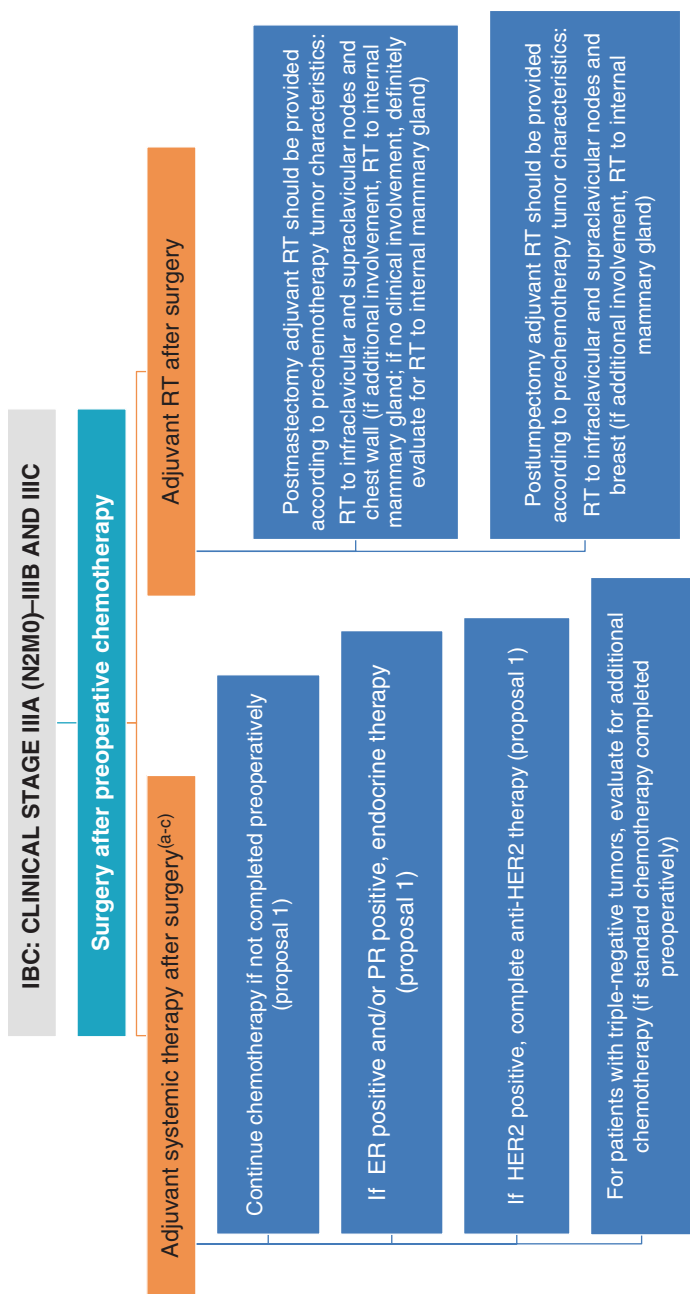 IBC: CLINICAL STAGE IIIA (N2M0)–IIIB AND IIIC
Surgery after preoperative chemotherapy
Adjuvant systemic therapy after surgery(a-c)
Continue chemotherapy if not completed preoperatively
(proposal 1)
If ER positive and/or PR positive, endocrine therapy
(proposal 1)
If HER2 positive, complete anti-HER2 therapy (proposal 1)
For patients with triple-negative tumors, evaluate for additional
chemotherapy (if standard chemotherapy completed
preoperatively)
Adjuvant RT after surgery
Postmastectomy adjuvant RT should be provided
according to prechemotherapy tumor characteristics:
RT to infraclavicular and supraclavicular nodes and
chest wall (if additional involvement, RT to internal
mammary gland; if no clinical involvement, definitely
evaluate for RT to internal mammary gland)
Postlumpectomy adjuvant RT should be provided
according to prechemotherapy tumor characteristics:
RT to infraclavicular and supraclavicular nodes and
breast (if additional involvement, RT to internal
mammary gland)